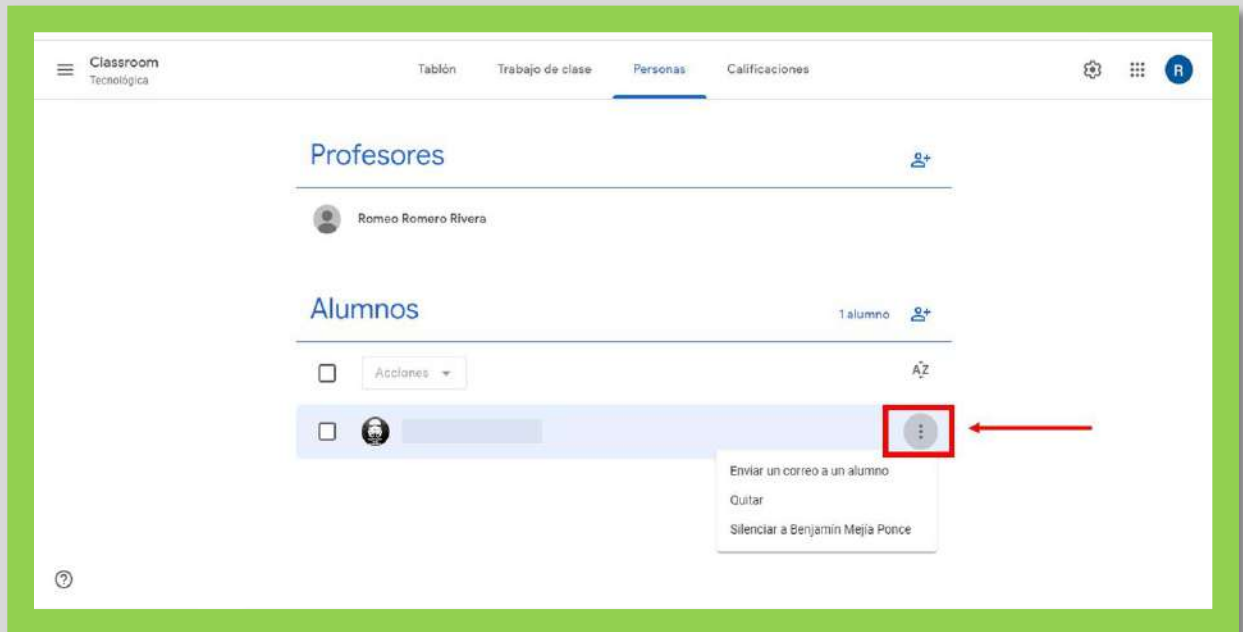 Classroom
Tecnológica
Tablón Trabajo de clase Personas Calificaciones
R
Profesores
Romeo Romero Rivera
Alumnos
1 alumno
Acciones
AZ
Enviar un correo a un alumno
Quitar
Silenciar a Benjamín Mejía Ponce